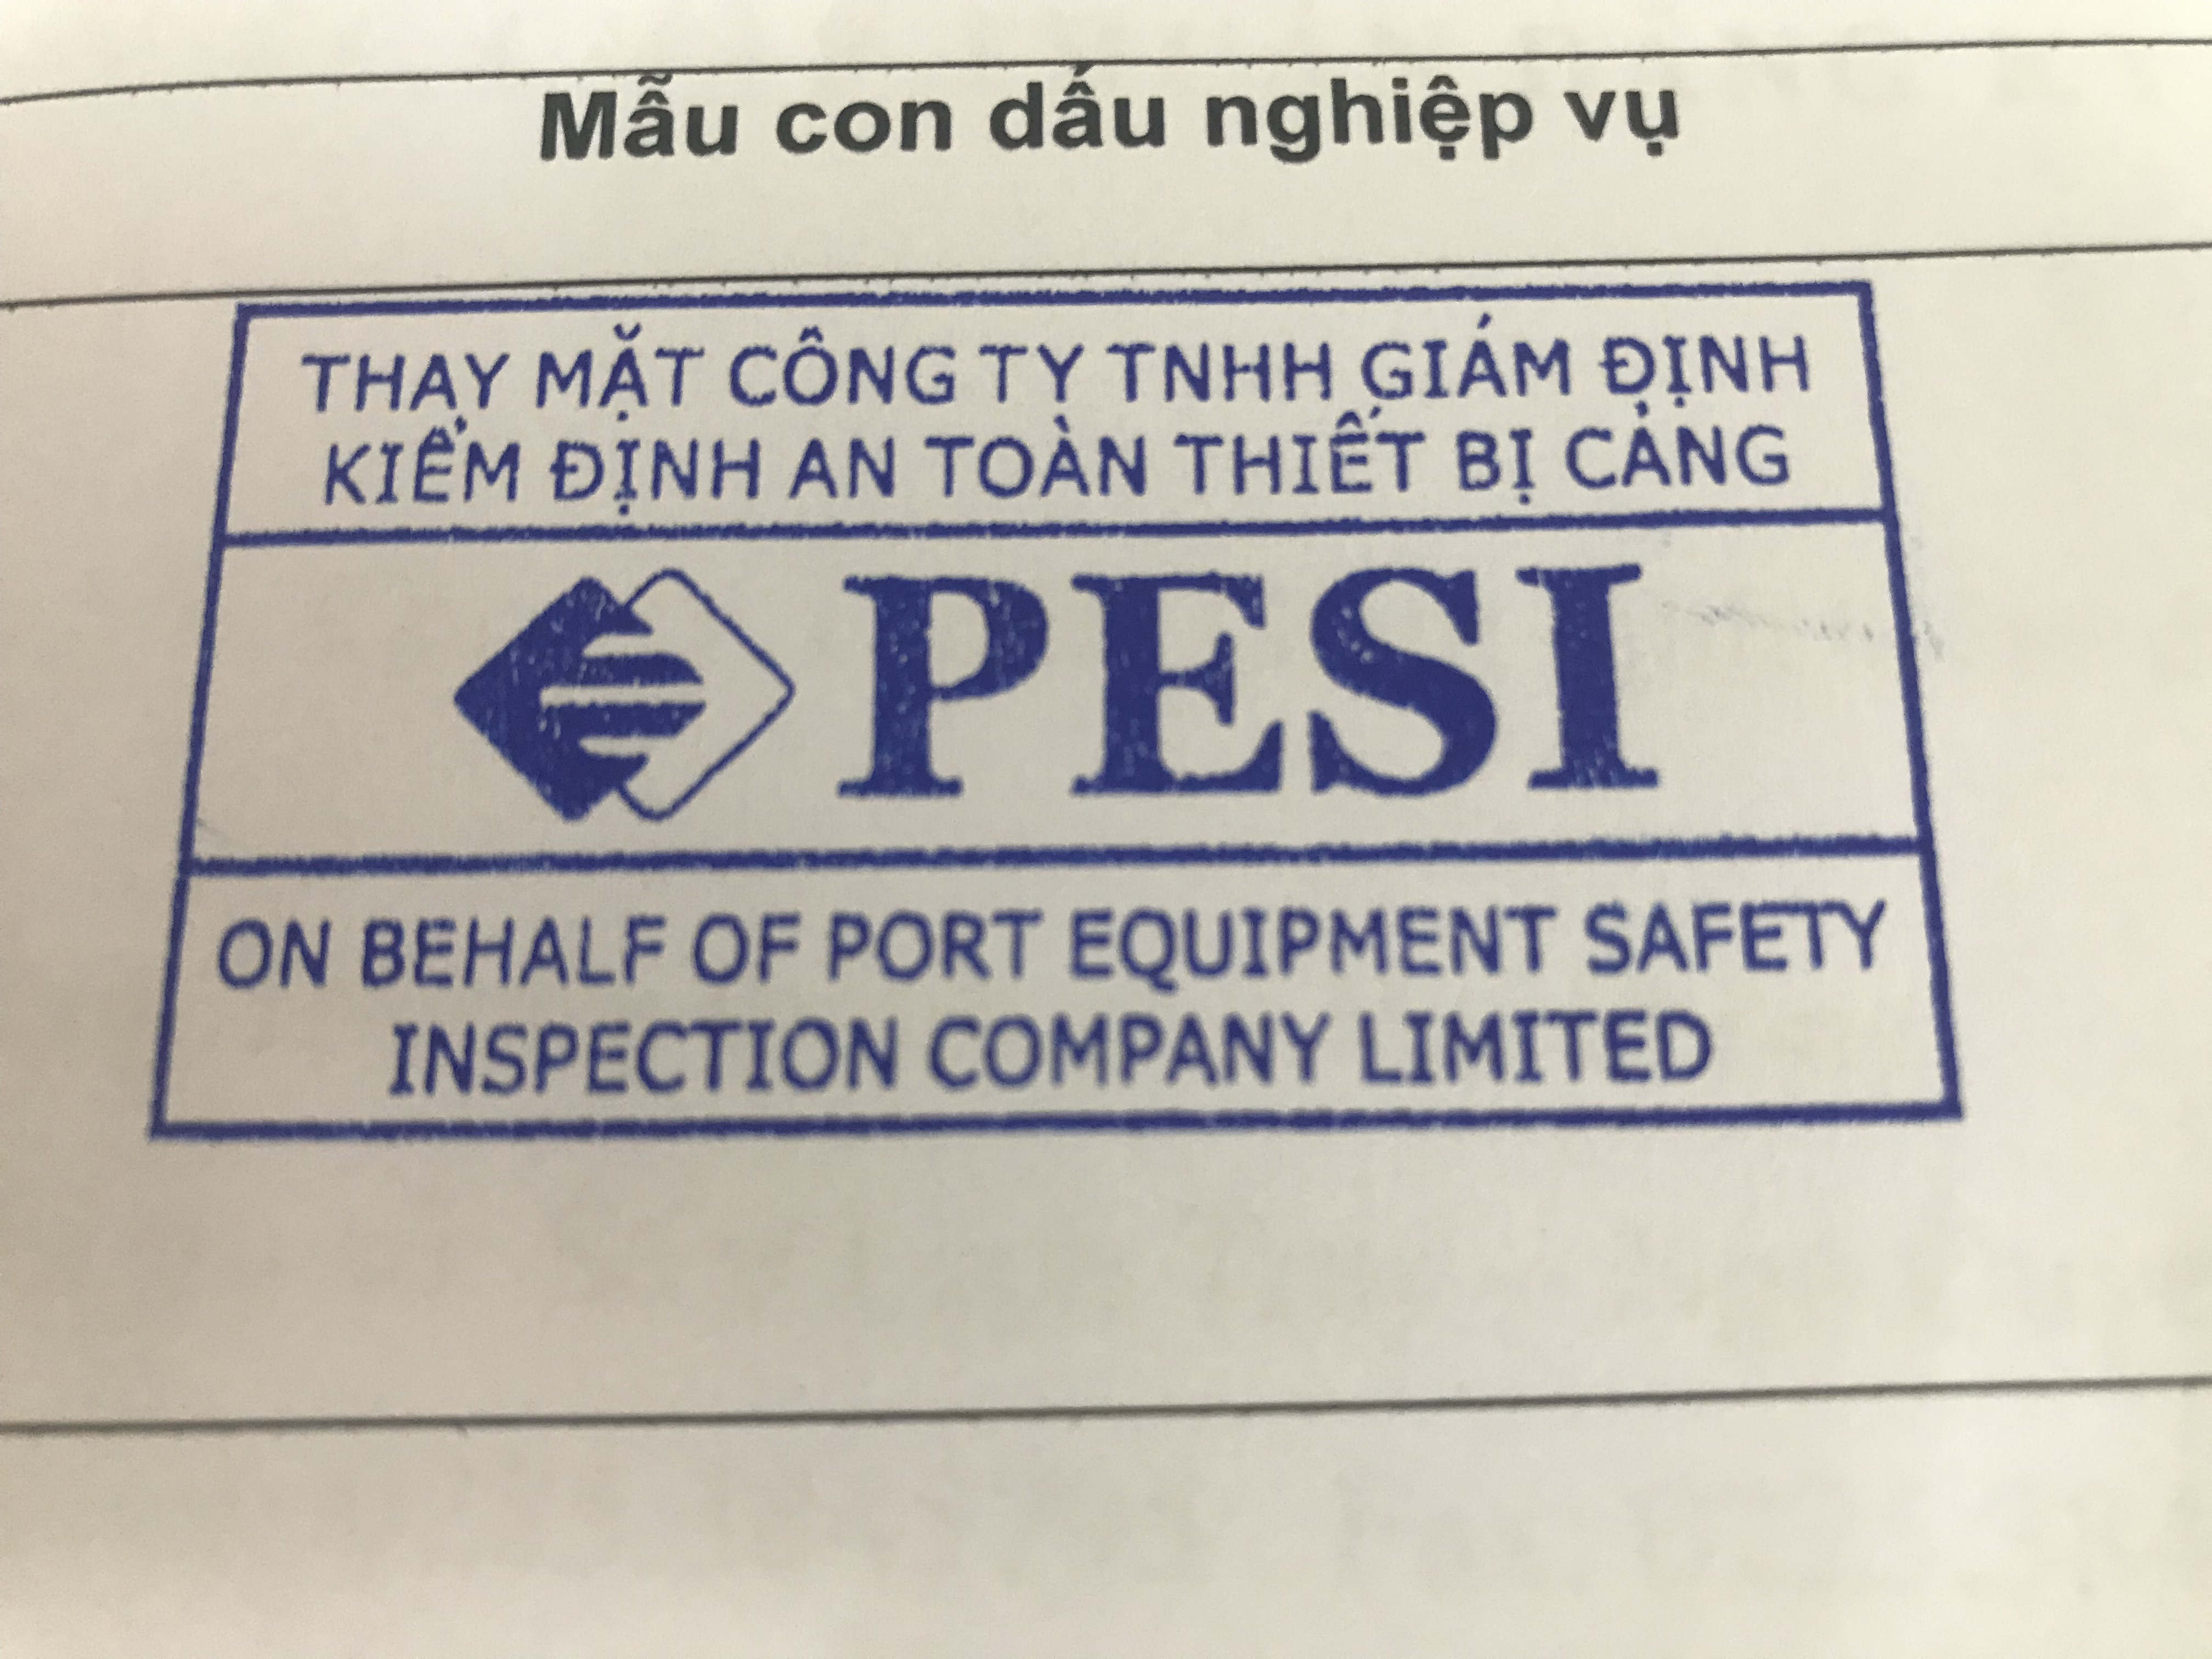 Mẫu con dấu nghiệp vụ
THAY MẶT CÔNG TY TNHH GIÁM ĐỊNH
KIỂM ĐỊNH AN TOÀN THIẾT BỊ CẢNG
PESI
ON BEHALF OF PORT EQUIPMENT SAFETY
INSPECTION COMPANY LIMITED